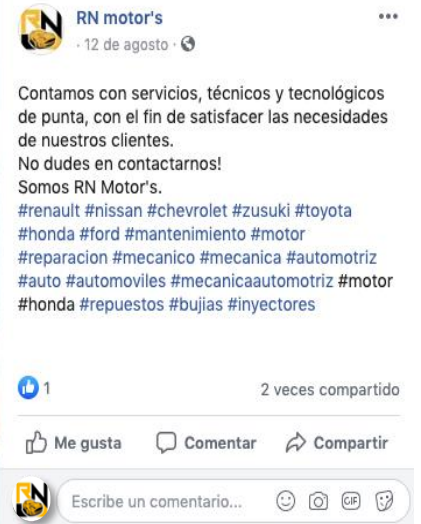 RN motor's
· 12 de agosto ·
Contamos con servicios, técnicos y tecnológicos
de punta, con el fin de satisfacer las necesidades
de nuestros clientes.
No dudes en contactarnos!
Somos RN Motor's.
#renault #nissan #chevrolet #zusuki #toyota
#honda #ford #mantenimiento #motor
#reparacion #mecanico #mecanica #automotriz
#auto #automoviles #mecanicaautomotriz #motor
#honda #repuestos #bujias #inyectores
1 2 veces compartido
Me gusta Comentar Compartir
RN Escribe un comentario... GIF